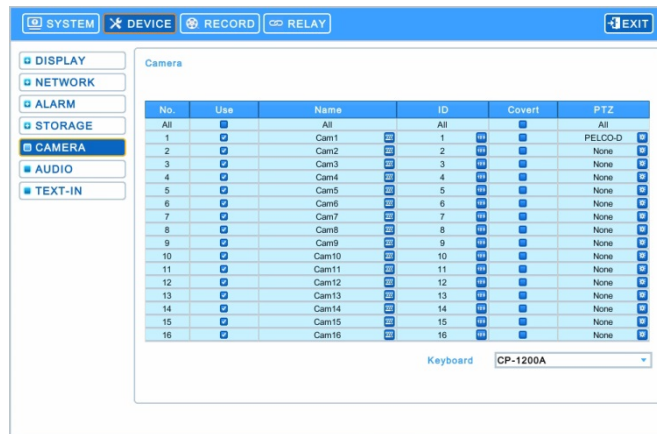 SYSTEM DEVICE RECORD RELAY EXIT
DISPLAY
NETWORK
ALARM
STORAGE
CAMERA
AUDIO
TEXT-IN
Camera
No. Use Name ID Covert PTZ
All All All All
1 Cam1 1 PELCO-D
2 Cam2 2 None
3 Cam3 3 None
4 Cam4 4 None
5 Cam5 5 None
6 Cam6 6 None
7 Cam7 7 None
8 Cam8 8 None
9 Cam9 9 None
10 Cam10 10 None
11 Cam11 11 None
12 Cam12 12 None
13 Cam13 13 None
14 Cam14 14 None
15 Cam15 15 None
16 Cam16 16 None
Keyboard CP-1200A